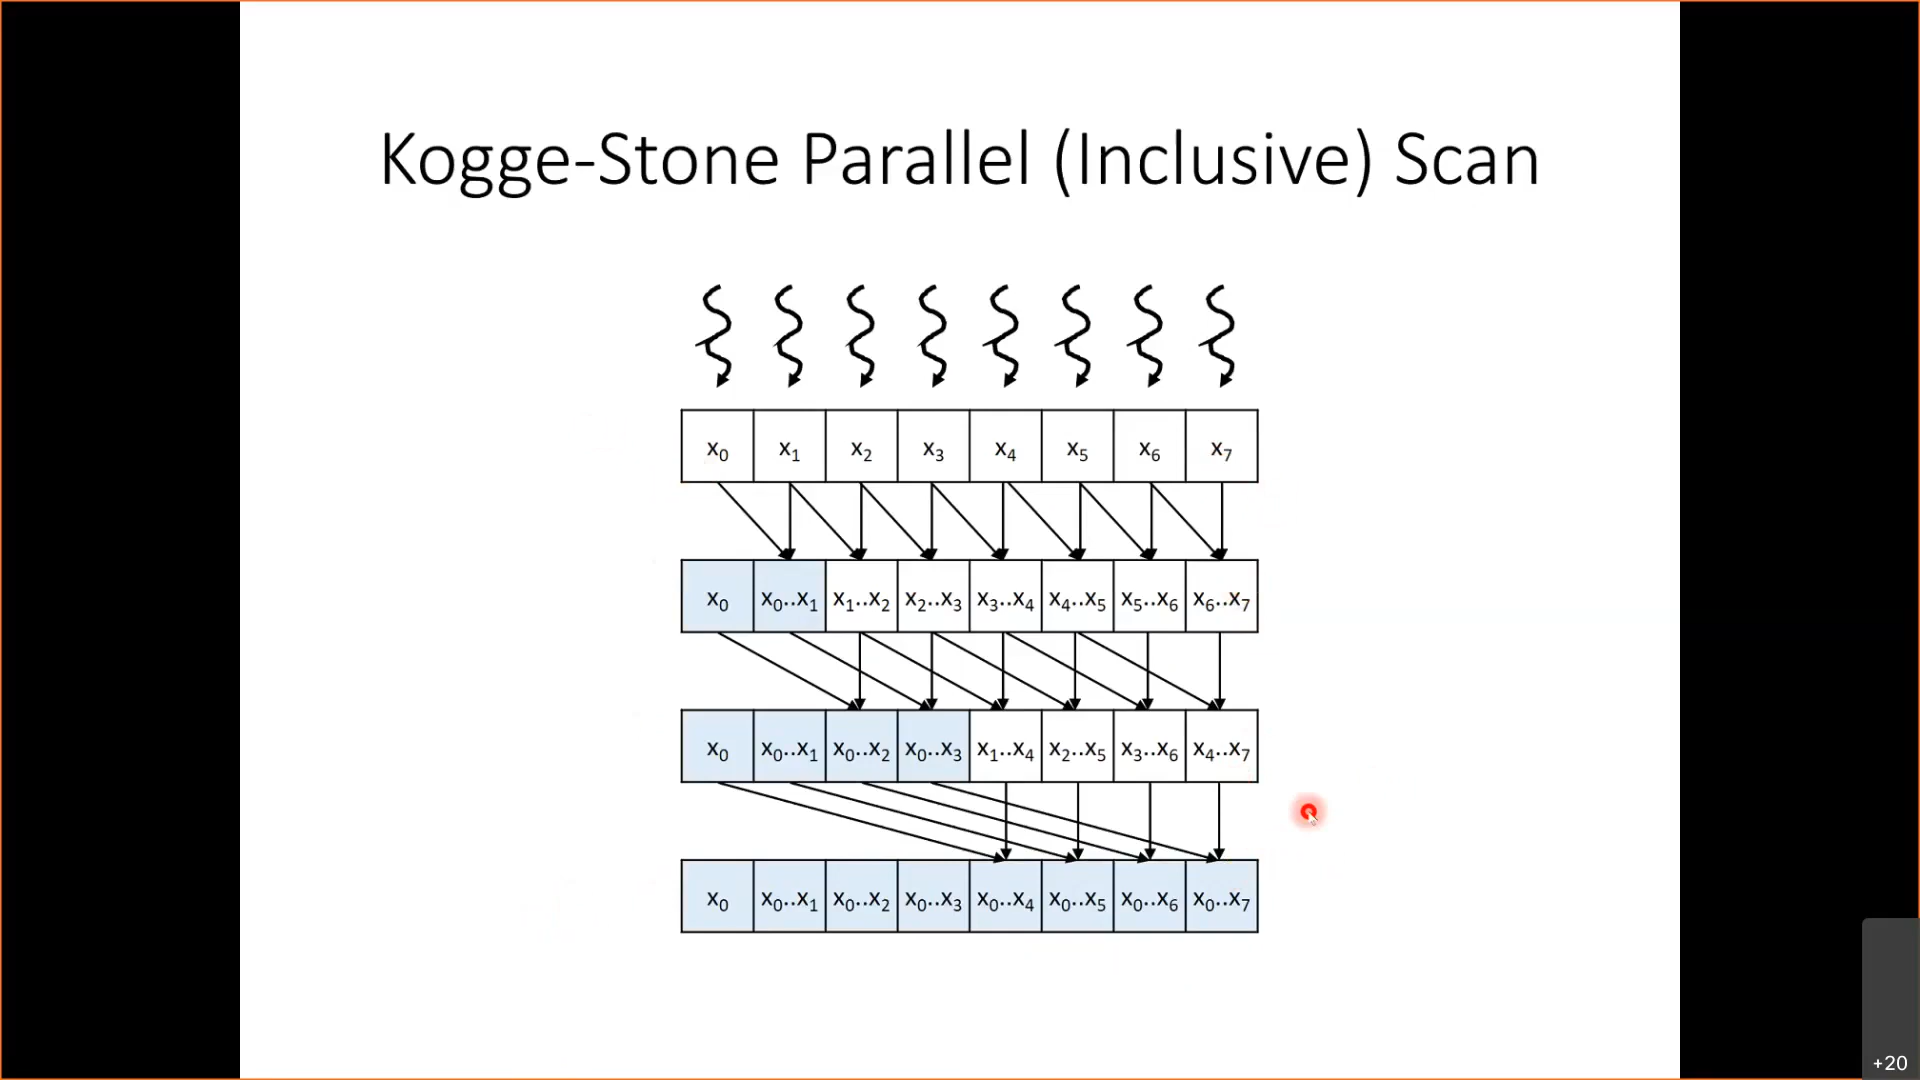 Kogge-Stone Parallel (Inclusive) Scan
x₀ x₁ x₂ x₃ x₄ x₅ x₆ x₇
x₀ x₀..x₁ x₁..x₂ x₂..x₃ x₃..x₄ x₄..x₅ x₅..x₆ x₆..x₇
x₀ x₀..x₁ x₀..x₂ x₀..x₃ x₁..x₄ x₂..x₅ x₃..x₆ x₄..x₇
x₀ x₀..x₁ x₀..x₂ x₀..x₃ x₀..x₄ x₀..x₅ x₀..x₆ x₀..x₇
+20